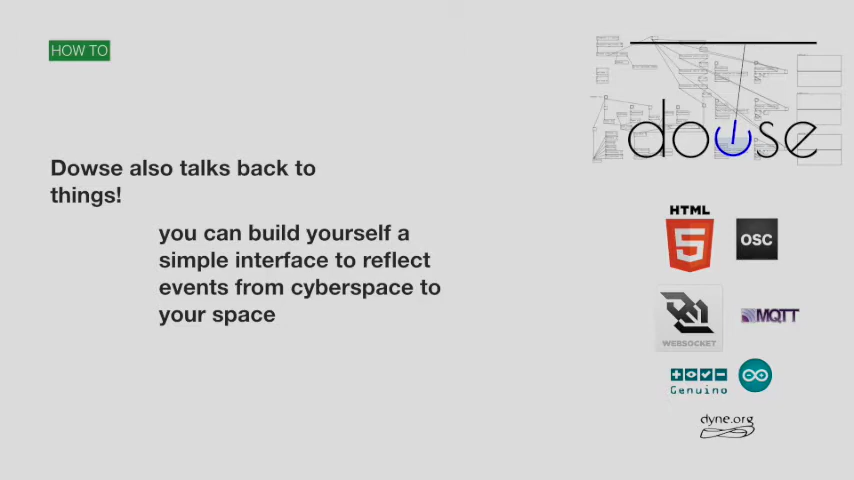 HOW TO
dowse
Dowse also talks back to
things!
you can build yourself a
simple interface to reflect
events from cyberspace to
your space
HTML
5
OSC
WEBSOCKET
MQTT
Genuino
dyne.org